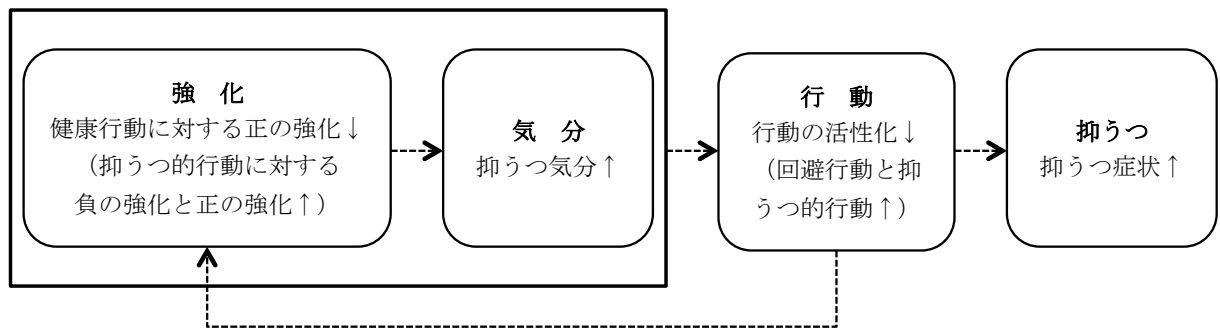 強　化
健康行動に対する正の強化↓
（抑うつ的行動に対する
負の強化と正の強化↑）
気　分
抑うつ気分↑
行　動
行動の活性化↓
（回避行動と抑
うつ的行動↑）
抑うつ
抑うつ症状↑